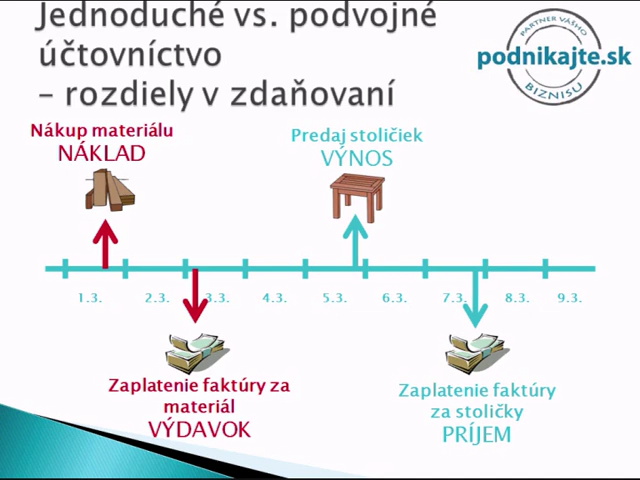 Jednoduché vs. podvojné
účtovníctvo
– rozdiely v zdaňovaní
PARTNER VÁŠHO
podnikajte.sk
BIZNISU
Nákup materiálu
NÁKLAD
Predaj stoličiek
VÝNOS
1.3. 2.3. 3.3. 4.3. 5.3. 6.3. 7.3. 8.3. 9.3.
Zaplatenie faktúry za
materiál
VÝDAVOK
Zaplatenie faktúry
za stoličky
PRÍJEM